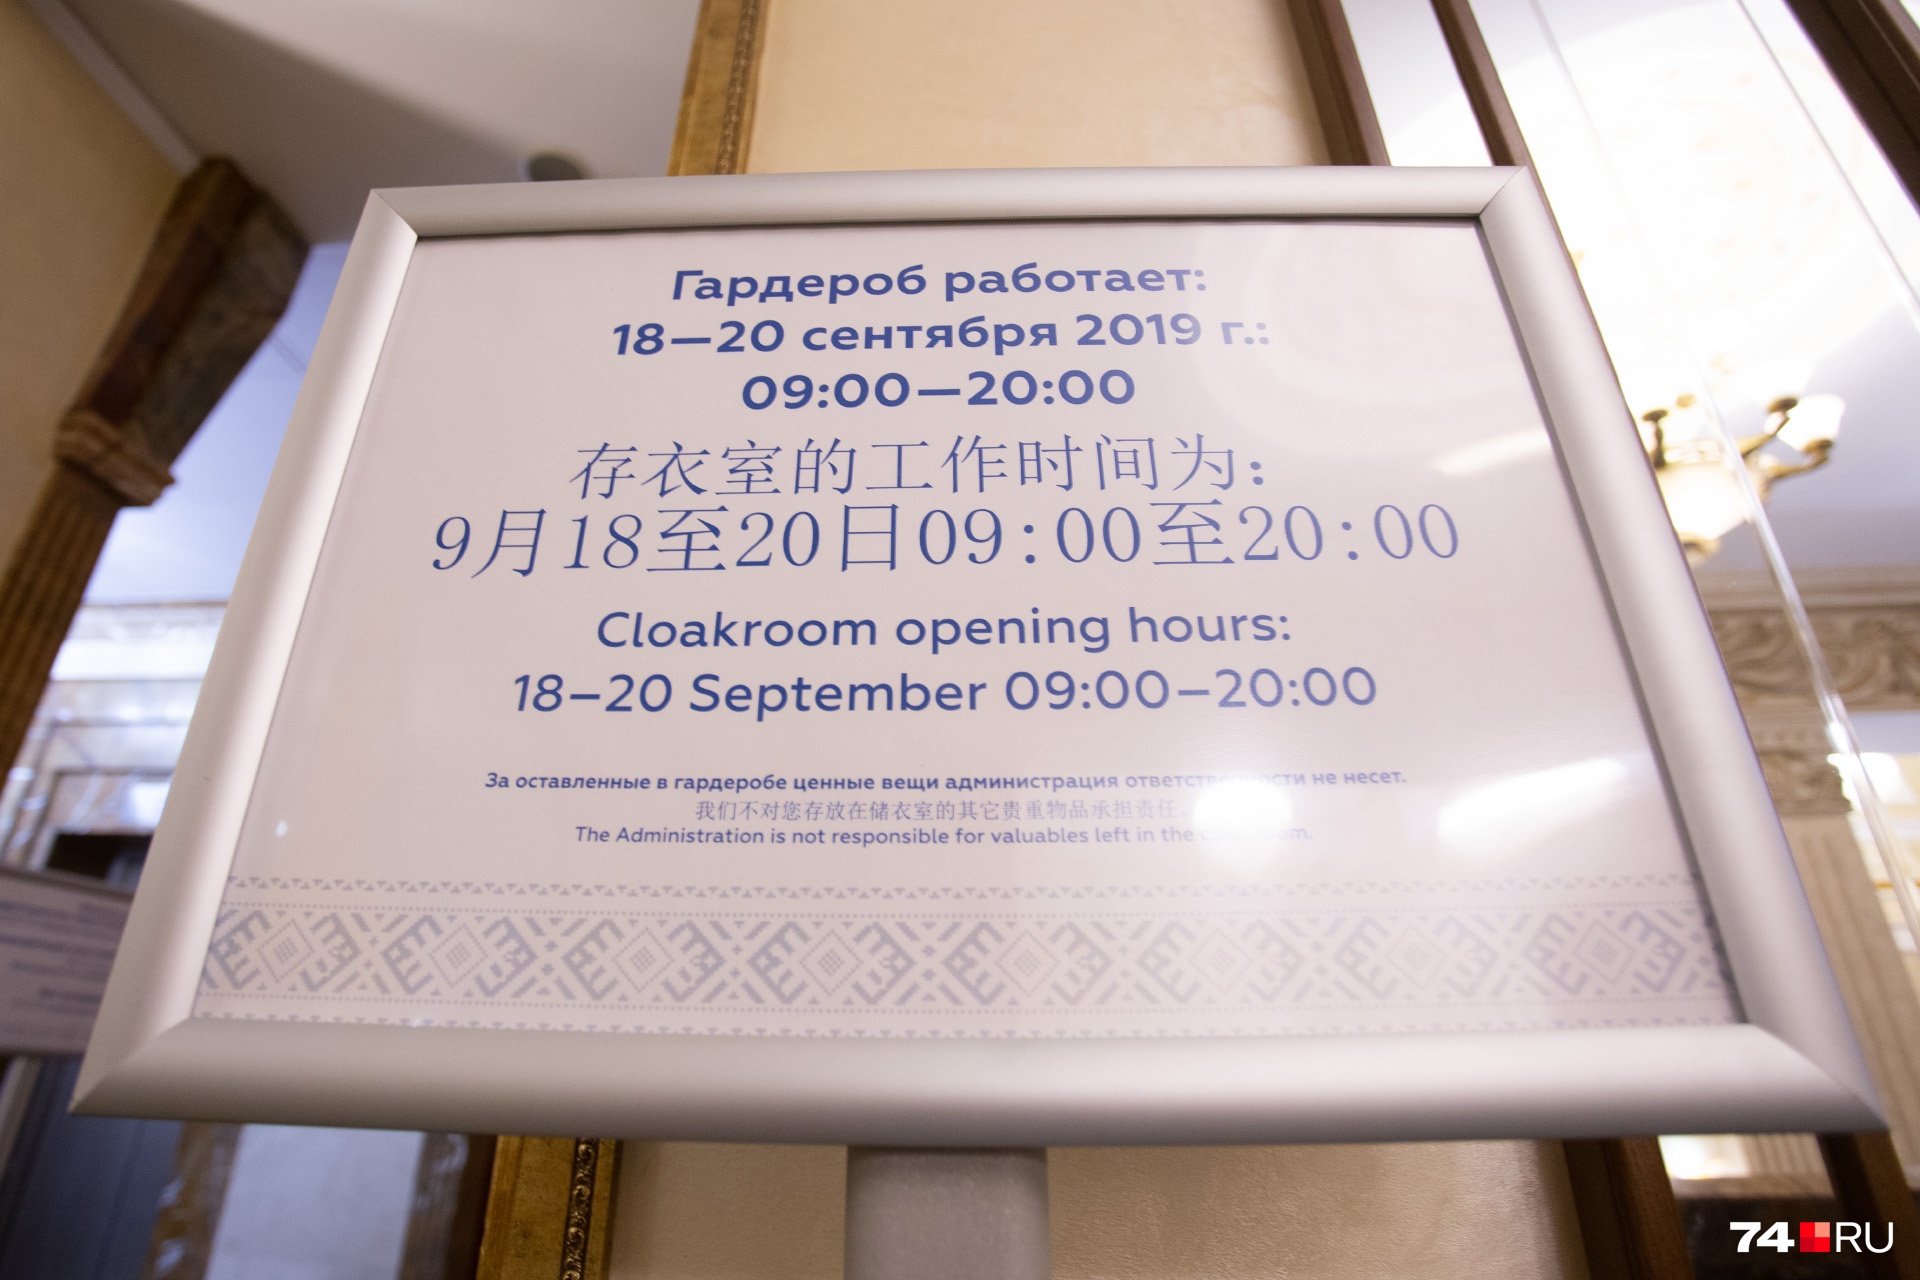 Гардероб работает:
18—20 сентября 2019 г.:
09:00—20:00
存衣室的工作时间为：
9月18至20日09:00至20:00
Cloakroom opening hours:
18–20 September 09:00–20:00
За оставленные в гардеробе ценные вещи администрация ответственности не несет.
我们不对您存放在储衣室的其它贵重物品承担责任。
The Administration is not responsible for valuables left in the cloakroom.
74 RU